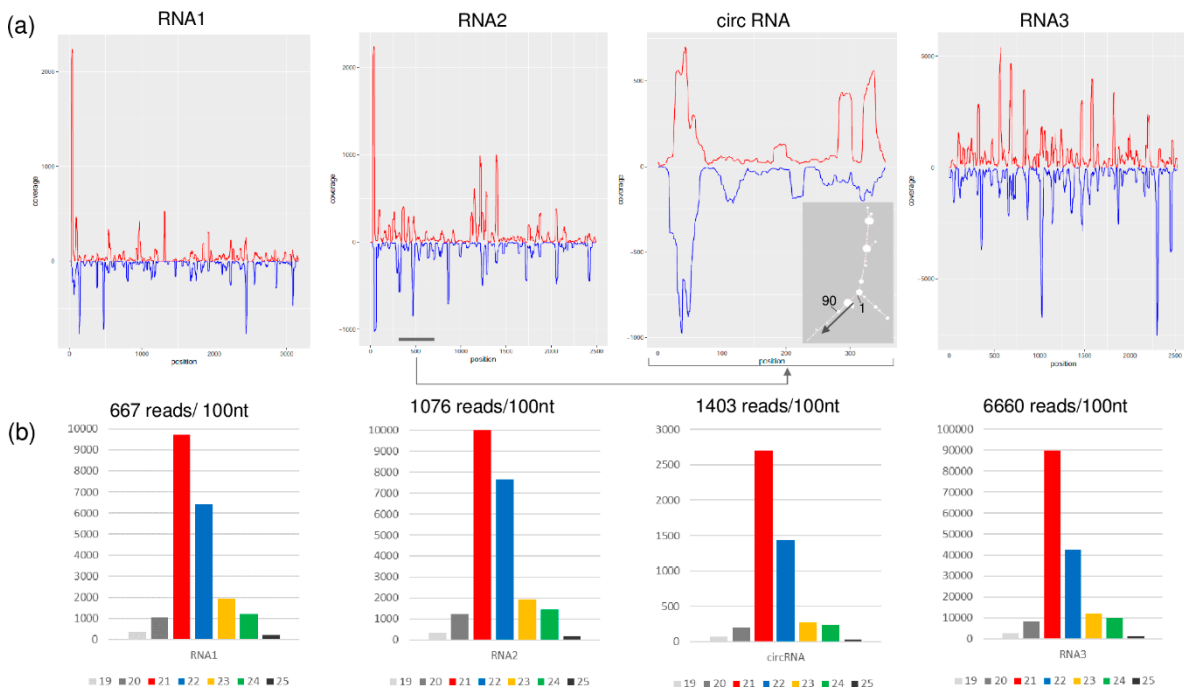 (a)
RNA1
RNA2
circ RNA
RNA3
coverage
2000
1000
0
0
1000
2000
3000
position
coverage
2000
1000
0
−1000
0
500
1000
1500
2000
2500
position
coverage
500
0
−500
−1000
0
100
200
300
position
90
1
coverage
5000
0
−5000
0
500
1000
1500
2000
2500
position
(b)
667 reads/ 100nt
1076 reads/100nt
1403 reads/100nt
6660 reads/100nt
10000
9000
8000
7000
6000
5000
4000
3000
2000
1000
0
RNA1
19 20 21 22 23 24 25
10000
9000
8000
7000
6000
5000
4000
3000
2000
1000
0
RNA2
19 20 21 22 23 24 25
3000
2500
2000
1500
1000
500
0
circRNA
19 20 21 22 23 24 25
100000
90000
80000
70000
60000
50000
40000
30000
20000
10000
0
RNA3
19 20 21 22 23 24 25